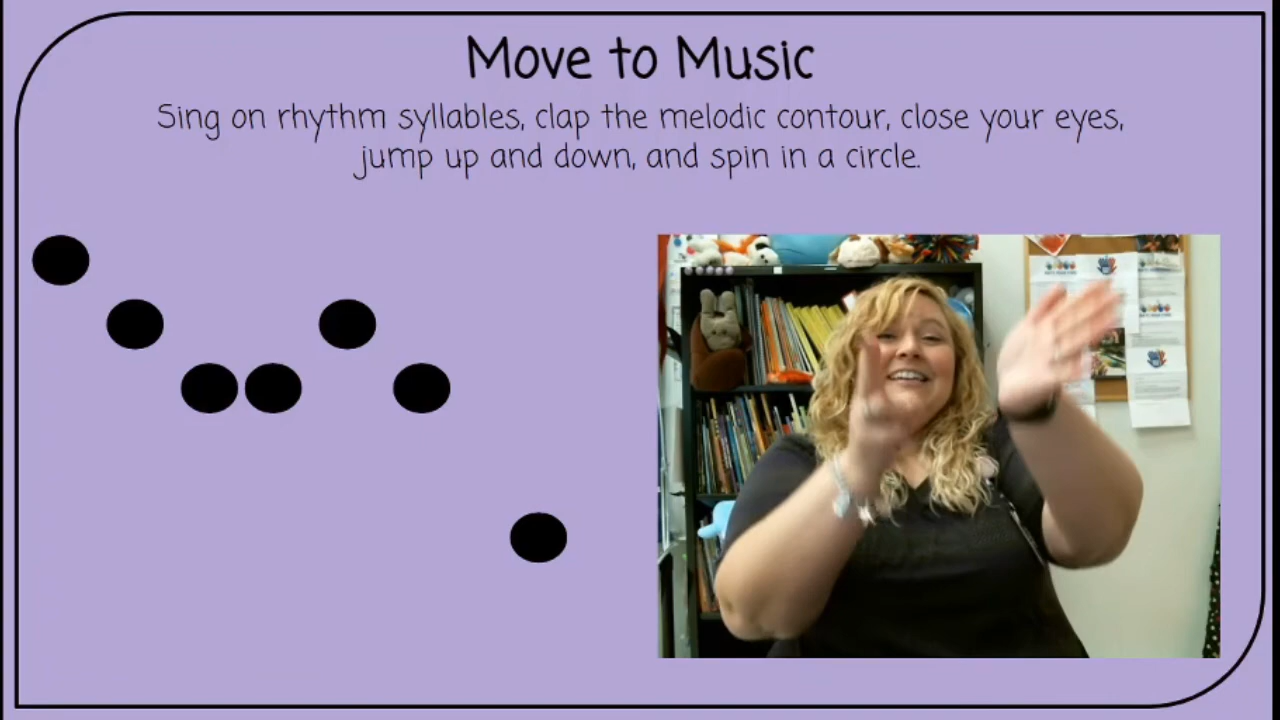 Move to Music
Sing on rhythm syllables, clap the melodic contour, close your eyes,
jump up and down, and spin in a circle.